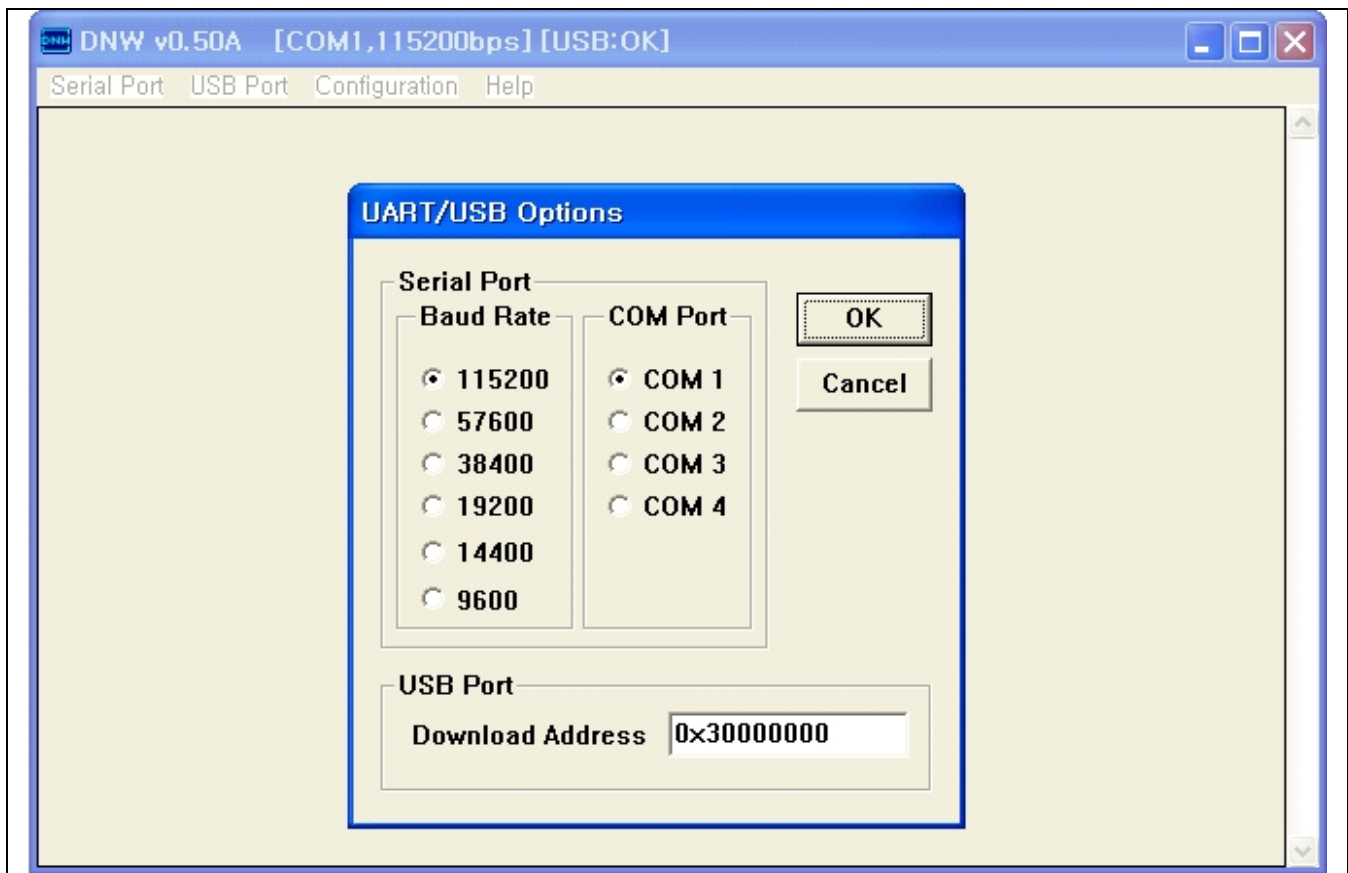 DNW
DNW v0.50A [COM1,115200bps] [USB:OK]
Serial Port USB Port Configuration Help
UART/USB Options
Serial Port
Baud Rate COM Port
OK
115200 COM 1
Cancel
57600 COM 2
38400 COM 3
19200 COM 4
14400
9600
USB Port
Download Address 0x30000000